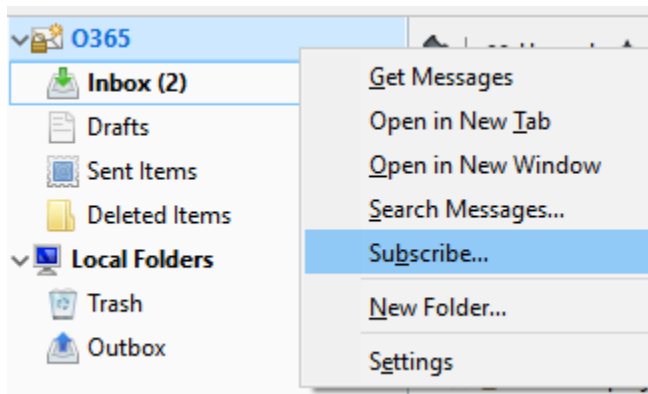 O365
Inbox (2)
Drafts
Sent Items
Deleted Items
Local Folders
Trash
Outbox
Get Messages
Open in New Tab
Open in New Window
Search Messages...
Subscribe...
New Folder...
Settings